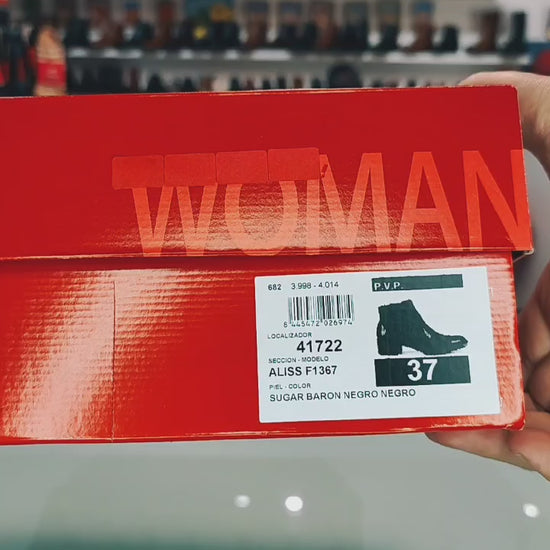 WOMAN
682 3.998 - 4.014
P.V.P.
8 445472 026974
LOCALIZADOR
41722
SECCION - MODELO
ALISS F1367
37
PIEL - COLOR
SUGAR BARON NEGRO NEGRO